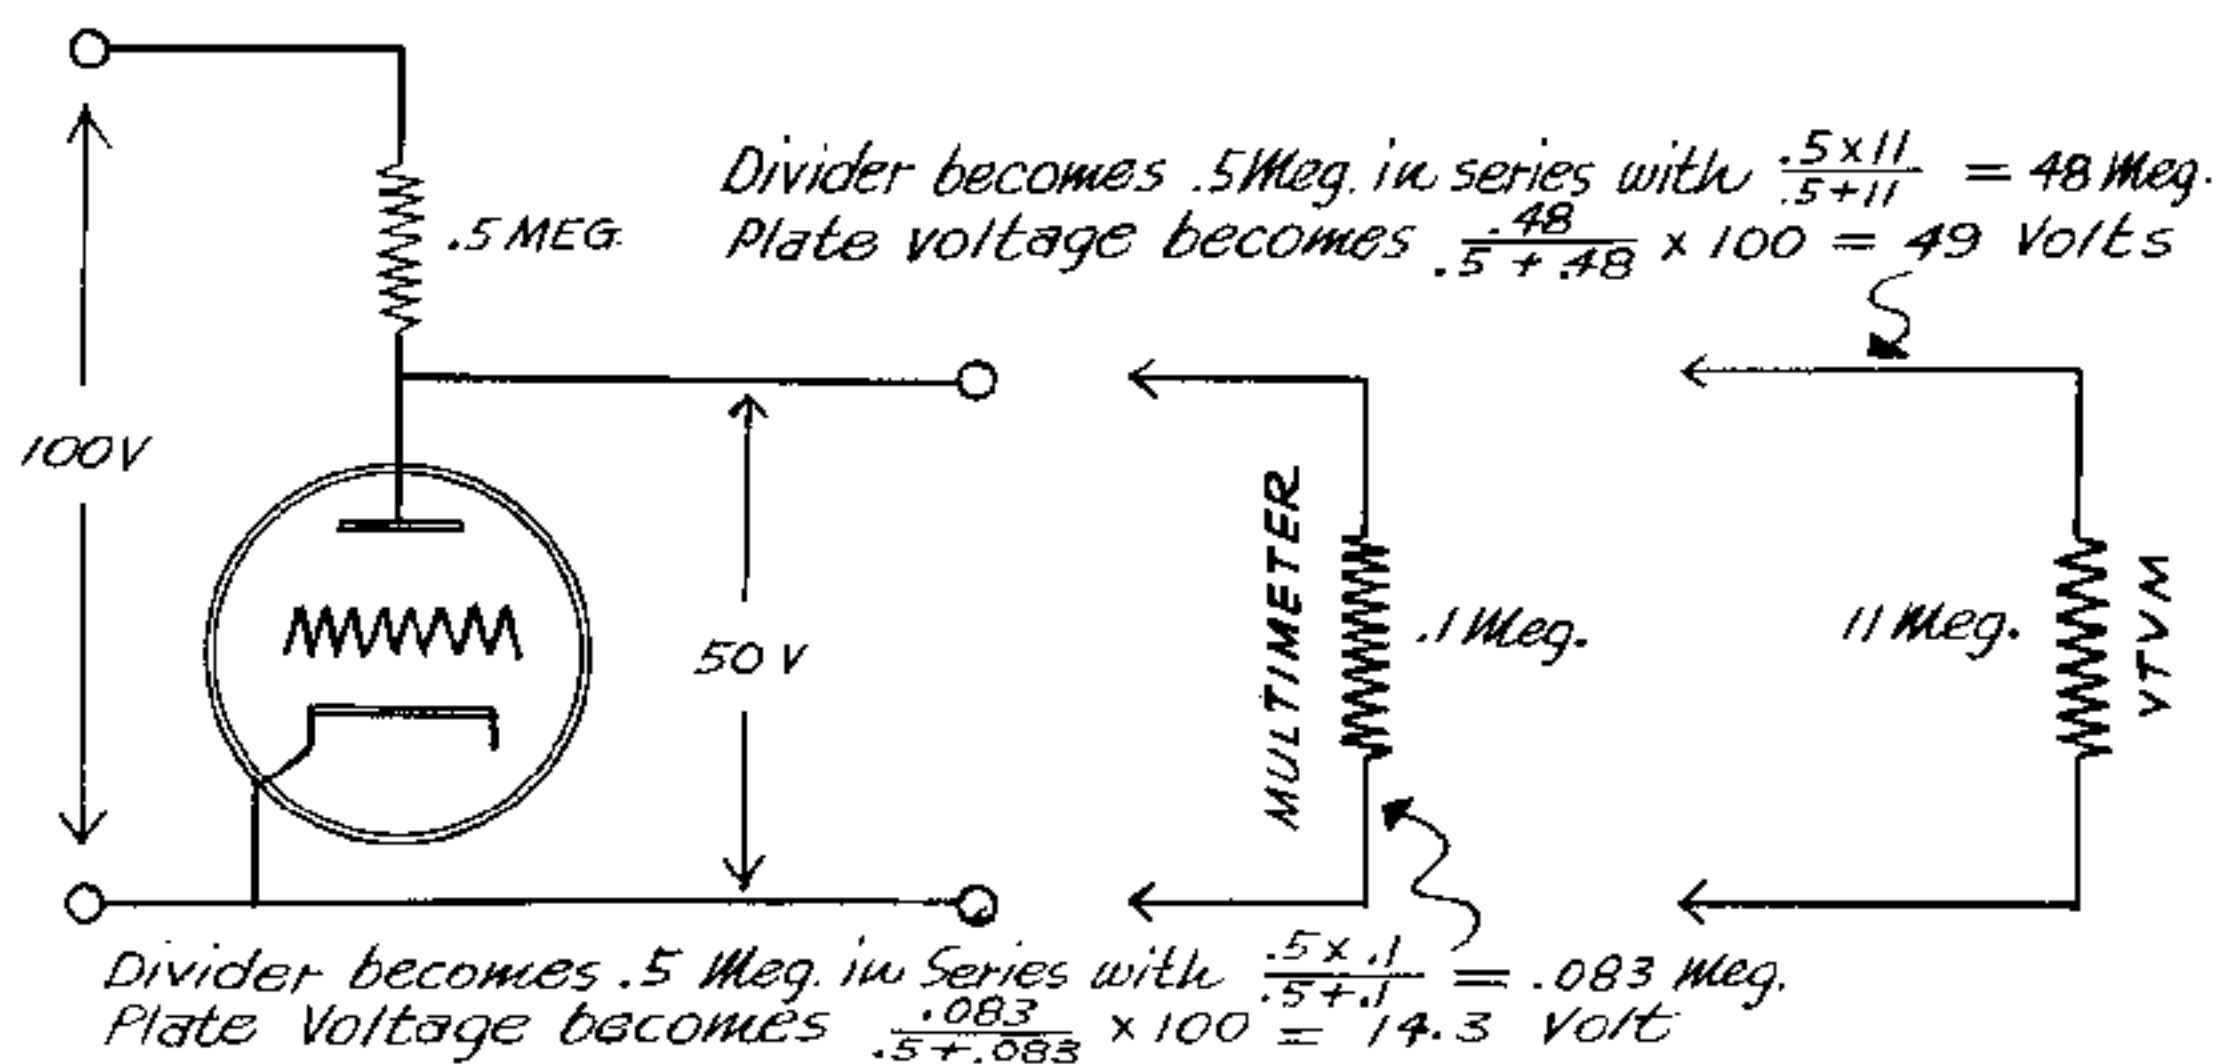 Divider becomes .5Meg. in series with .5x11/.5+11 = 48 Meg.
Plate voltage becomes .48/.5+.48 x 100 = 49 Volts
.5 MEG.
100V
50 V
MULTIMETER
.1 Meg.
11 Meg.
VTVM
Divider becomes .5 Meg. in Series with .5x.1/.5+.1 = .083 Meg.
Plate Voltage becomes .083/.5+.083 x 100 = 14.3 Volt